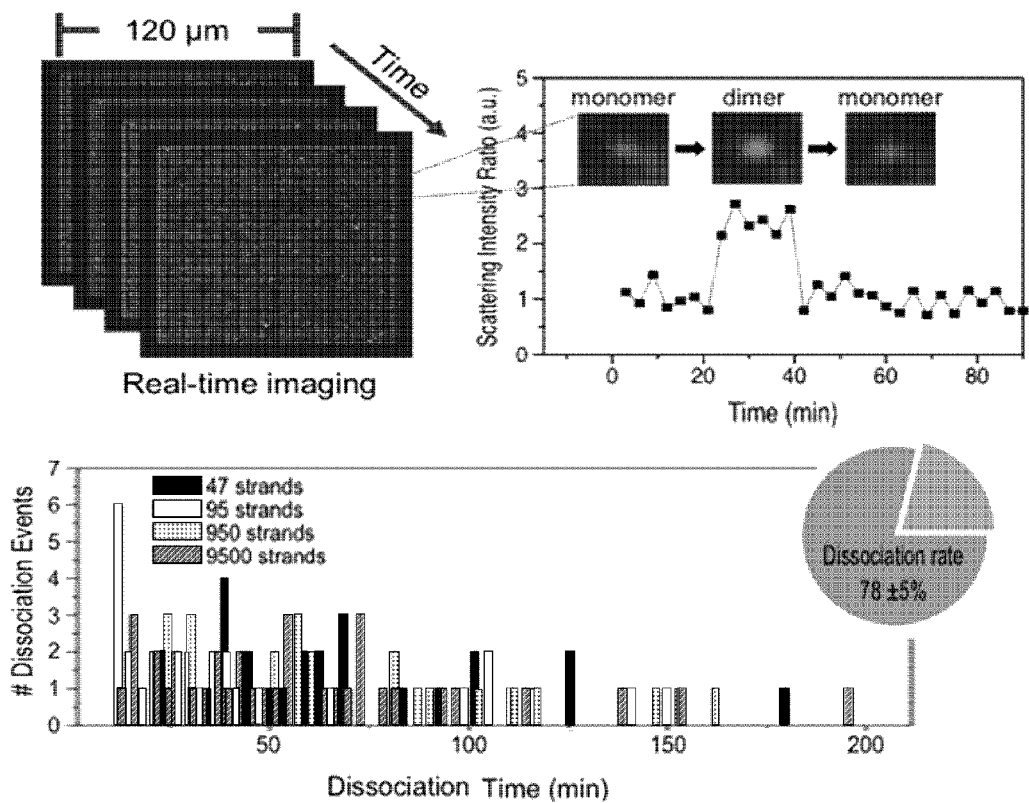 120 µm
Time
Real-time imaging
Scattering Intensity Ratio (a.u.)
5
4
3
2
1
0
monomer
dimer
monomer
0
20
40
60
80
Time (min)
# Dissociation Events
7
6
5
4
3
2
1
0
47 strands
95 strands
950 strands
9500 strands
Dissociation rate
78 ±5%
50
100
150
200
Dissociation Time (min)